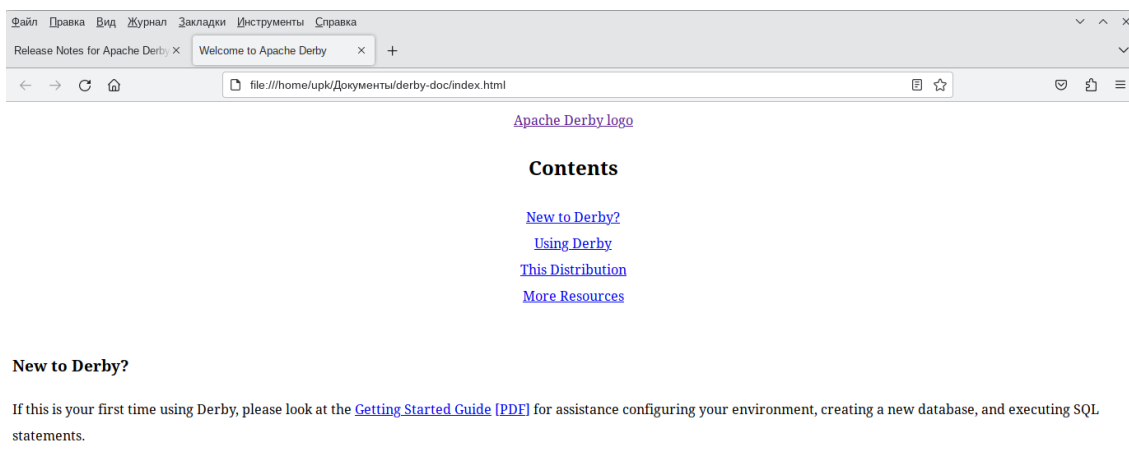 Файл Правка Вид Журнал Закладки Инструменты Справка
Release Notes for Apache Derby
Welcome to Apache Derby
file:///home/upk/Документы/derby-doc/index.html
Apache Derby logo
Contents
New to Derby?
Using Derby
This Distribution
More Resources
New to Derby?
If this is your first time using Derby, please look at the Getting Started Guide [PDF] for assistance configuring your environment, creating a new database, and executing SQL
statements.